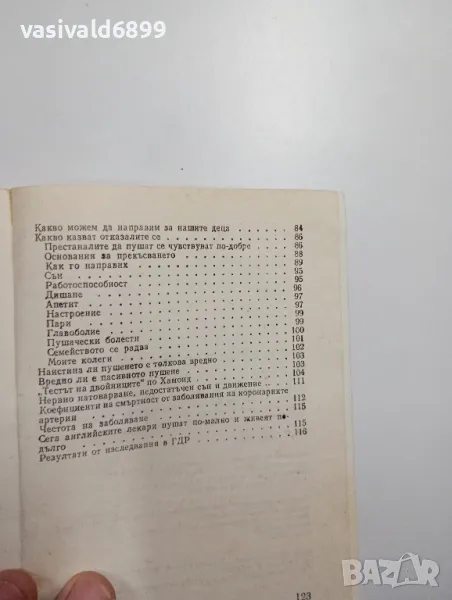 vasivald6899
Какво можем да направим за нашите деца . . . . . . 84
Какво казват отказалите се . . . . . . . . . . 86
Престаналите да пушат се чувствуват по-добре . . . . 86
Основания за прекъсването . . . . . . . . . 88
Как го направих . . . . . . . . . . . . 89
Сън . . . . . . . . . . . . . . . 95
Работоспособност . . . . . . . . . . . . 95
Дишане . . . . . . . . . . . . . . 96
Апетит . . . . . . . . . . . . . . 97
Настроение . . . . . . . . . . . . . 97
Пари . . . . . . . . . . . . . . . 99
Главоболие . . . . . . . . . . . . . 99
Пушачески болести . . . . . . . . . . . 100
Семейството се радва . . . . . . . . . . . 101
Моите колеги . . . . . . . . . . . . . 102
Наистина ли пушенето е толкова вредно . . . . . . 103
Вредно ли е пасивното пушене . . . . . . . . . 103
„Тестът на двойниците" по Хамонд . . . . . . . . 104
Нервно натоварване, недостатъчен сън и движение . . . 111
Коефициенти на смъртност от заболявания на коронарните
артерии . . . . . . . . . . . . . . . 112
Честота на заболяване . . . . . . . . . . . 115
Сега английските лекари пушат по-малко и живеят по-
дълго . . . . . . . . . . . . . . . 115
Резултати от изследвания в ГДР . . . . . . . . 116
123
bazar